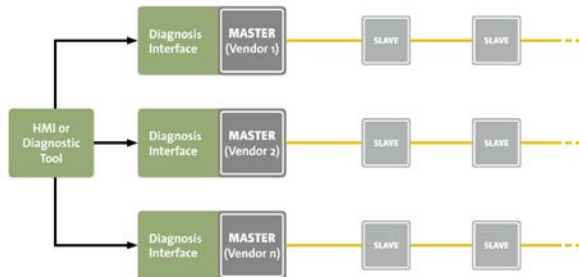 Diagnosis
Interface
MASTER
(Vendor 1)
SLAVE
SLAVE
HMI or
Diagnostic
Tool
Diagnosis
Interface
MASTER
(Vendor 2)
SLAVE
SLAVE
Diagnosis
Interface
MASTER
(Vendor n)
SLAVE
SLAVE